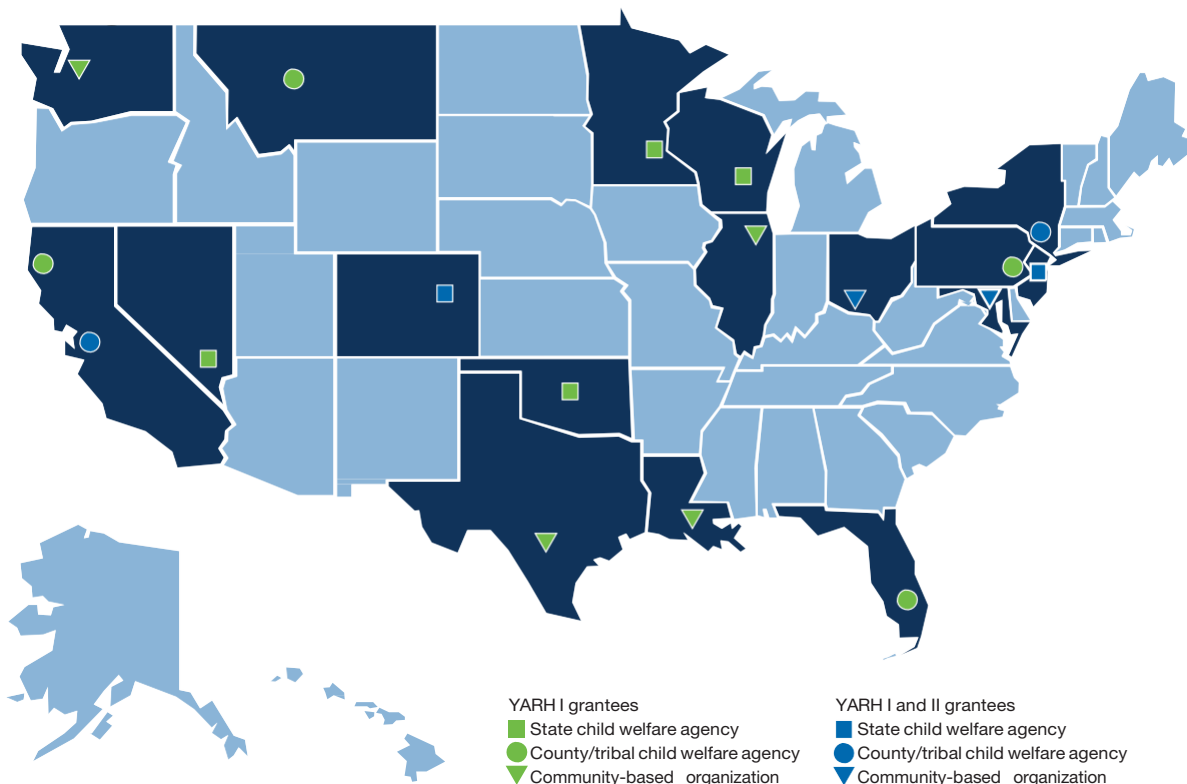 YARH I grantees
State child welfare agency
County/tribal child welfare agency
Community-based organization
YARH I and II grantees
State child welfare agency
County/tribal child welfare agency
Community-based organization